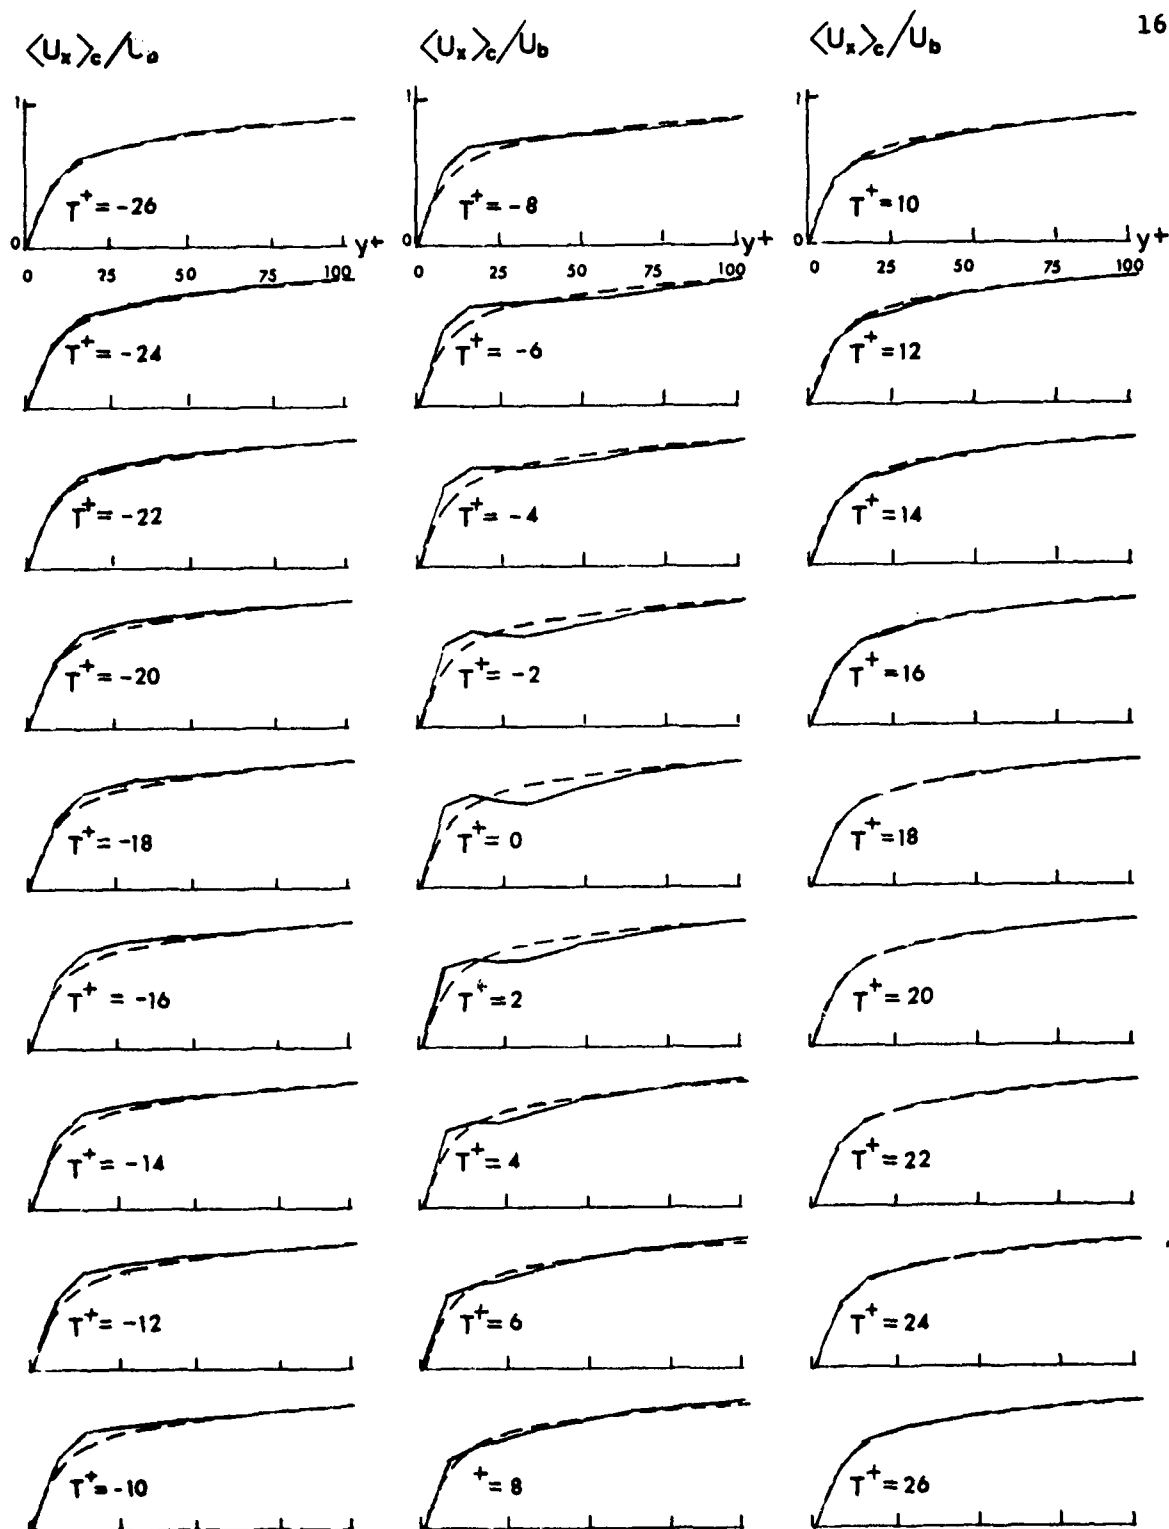 16
⟨Uₓ⟩c/U
⟨Uₓ⟩c/Ub
⟨Uₓ⟩c/Ub
1
1
1
T⁺ = -26
T⁺ = -8
T⁺ = 10
0
0
0
y+
y+
0 25 50 75 100
0 25 50 75 100
0 25 50 75 100
T⁺ = -24
T⁺ = -6
T⁺ = 12
T⁺ = -22
T⁺ = -4
T⁺ = 14
T⁺ = -20
T⁺ = -2
T⁺ = 16
T⁺ = -18
T⁺ = 0
T⁺ = 18
T⁺ = -16
T⁺ = 2
T⁺ = 20
T⁺ = -14
T⁺ = 4
T⁺ = 22
T⁺ = -12
T⁺ = 6
T⁺ = 24
T⁺ = -10
+ = 8
T⁺ = 26
y+